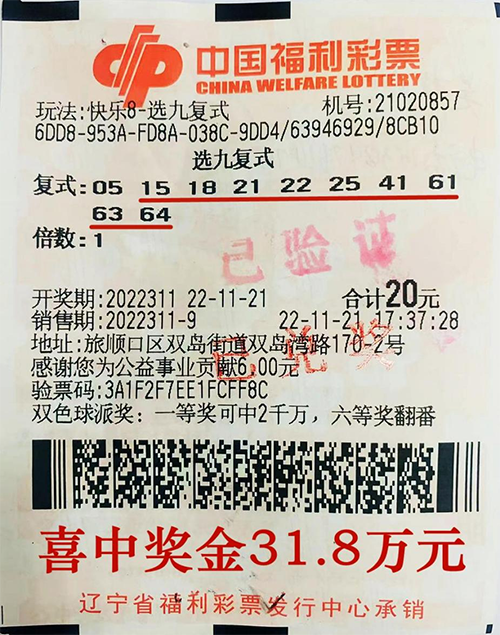 中国福利彩票
CHINA WELFARE LOTTERY
玩法:快乐8-选九复式 机号:21020857
6DD8-953A-FD8A-038C-9DD4/63946929/8CB10
选九复式
复式: 05 15 18 21 22 25 41 61
63 64
倍数: 1
已验证
开奖期:2022311 22-11-21 合计20元
销售期:2022311-9 22-11-21 17:37:28
地址:旅顺口区双岛街道双岛湾路170-2号
已兑奖
感谢您为公益事业贡献6.00元
验票码:3A1F2F7EE1FCFF8C
双色球派奖:一等奖可中2千万,六等奖翻番
喜中奖金31.8万元
辽宁省福利彩票发行中心承销